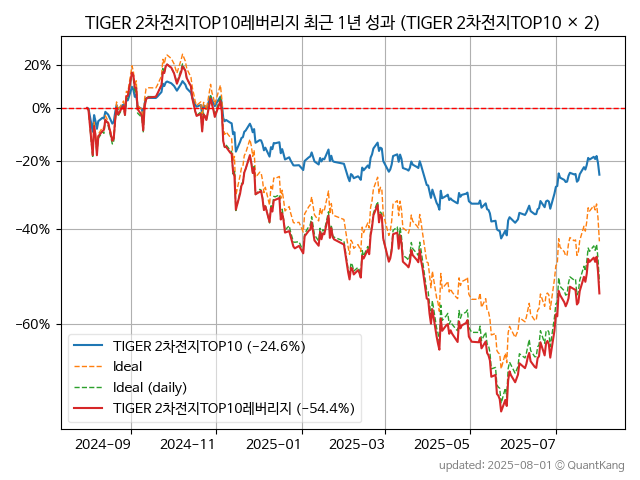 TIGER 2차전지TOP10레버리지 최근 1년 성과 (TIGER 2차전지TOP10 × 2)
20%
0%
−20%
−40%
−60%
TIGER 2차전지TOP10 (−24.6%)
Ideal
Ideal (daily)
TIGER 2차전지TOP10레버리지 (−54.4%)
2024-09 2024-11 2025-01 2025-03 2025-05 2025-07
updated: 2025-08-01 © QuantKang